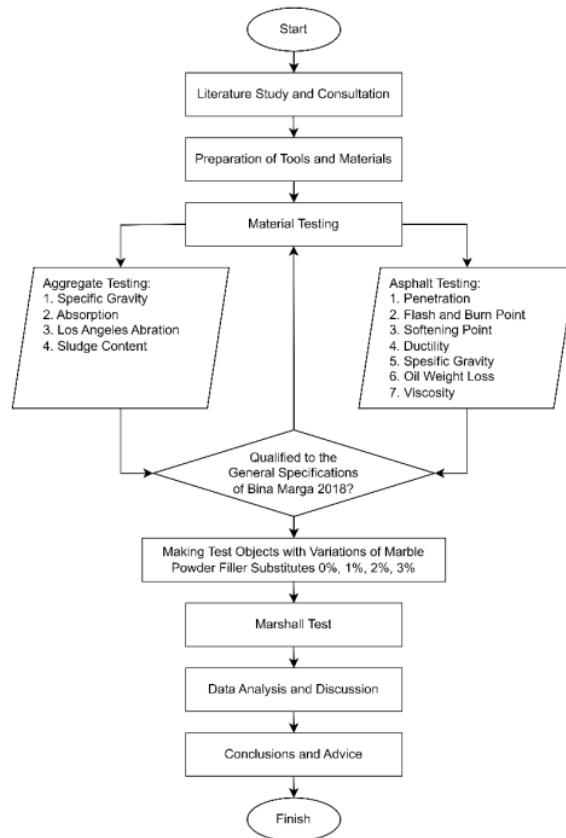 Start
Literature Study and Consultation
Preparation of Tools and Materials
Material Testing
Aggregate Testing:
1. Specific Gravity
2. Absorption
3. Los Angeles Abration
4. Sludge Content
Asphalt Testing:
1. Penetration
2. Flash and Burn Point
3. Softening Point
4. Ductility
5. Spesific Gravity
6. Oil Weight Loss
7. Viscosity
Qualified to the
General Specifications
of Bina Marga 2018?
Making Test Objects with Variations of Marble
Powder Filler Substitutes 0%, 1%, 2%, 3%
Marshall Test
Data Analysis and Discussion
Conclusions and Advice
Finish